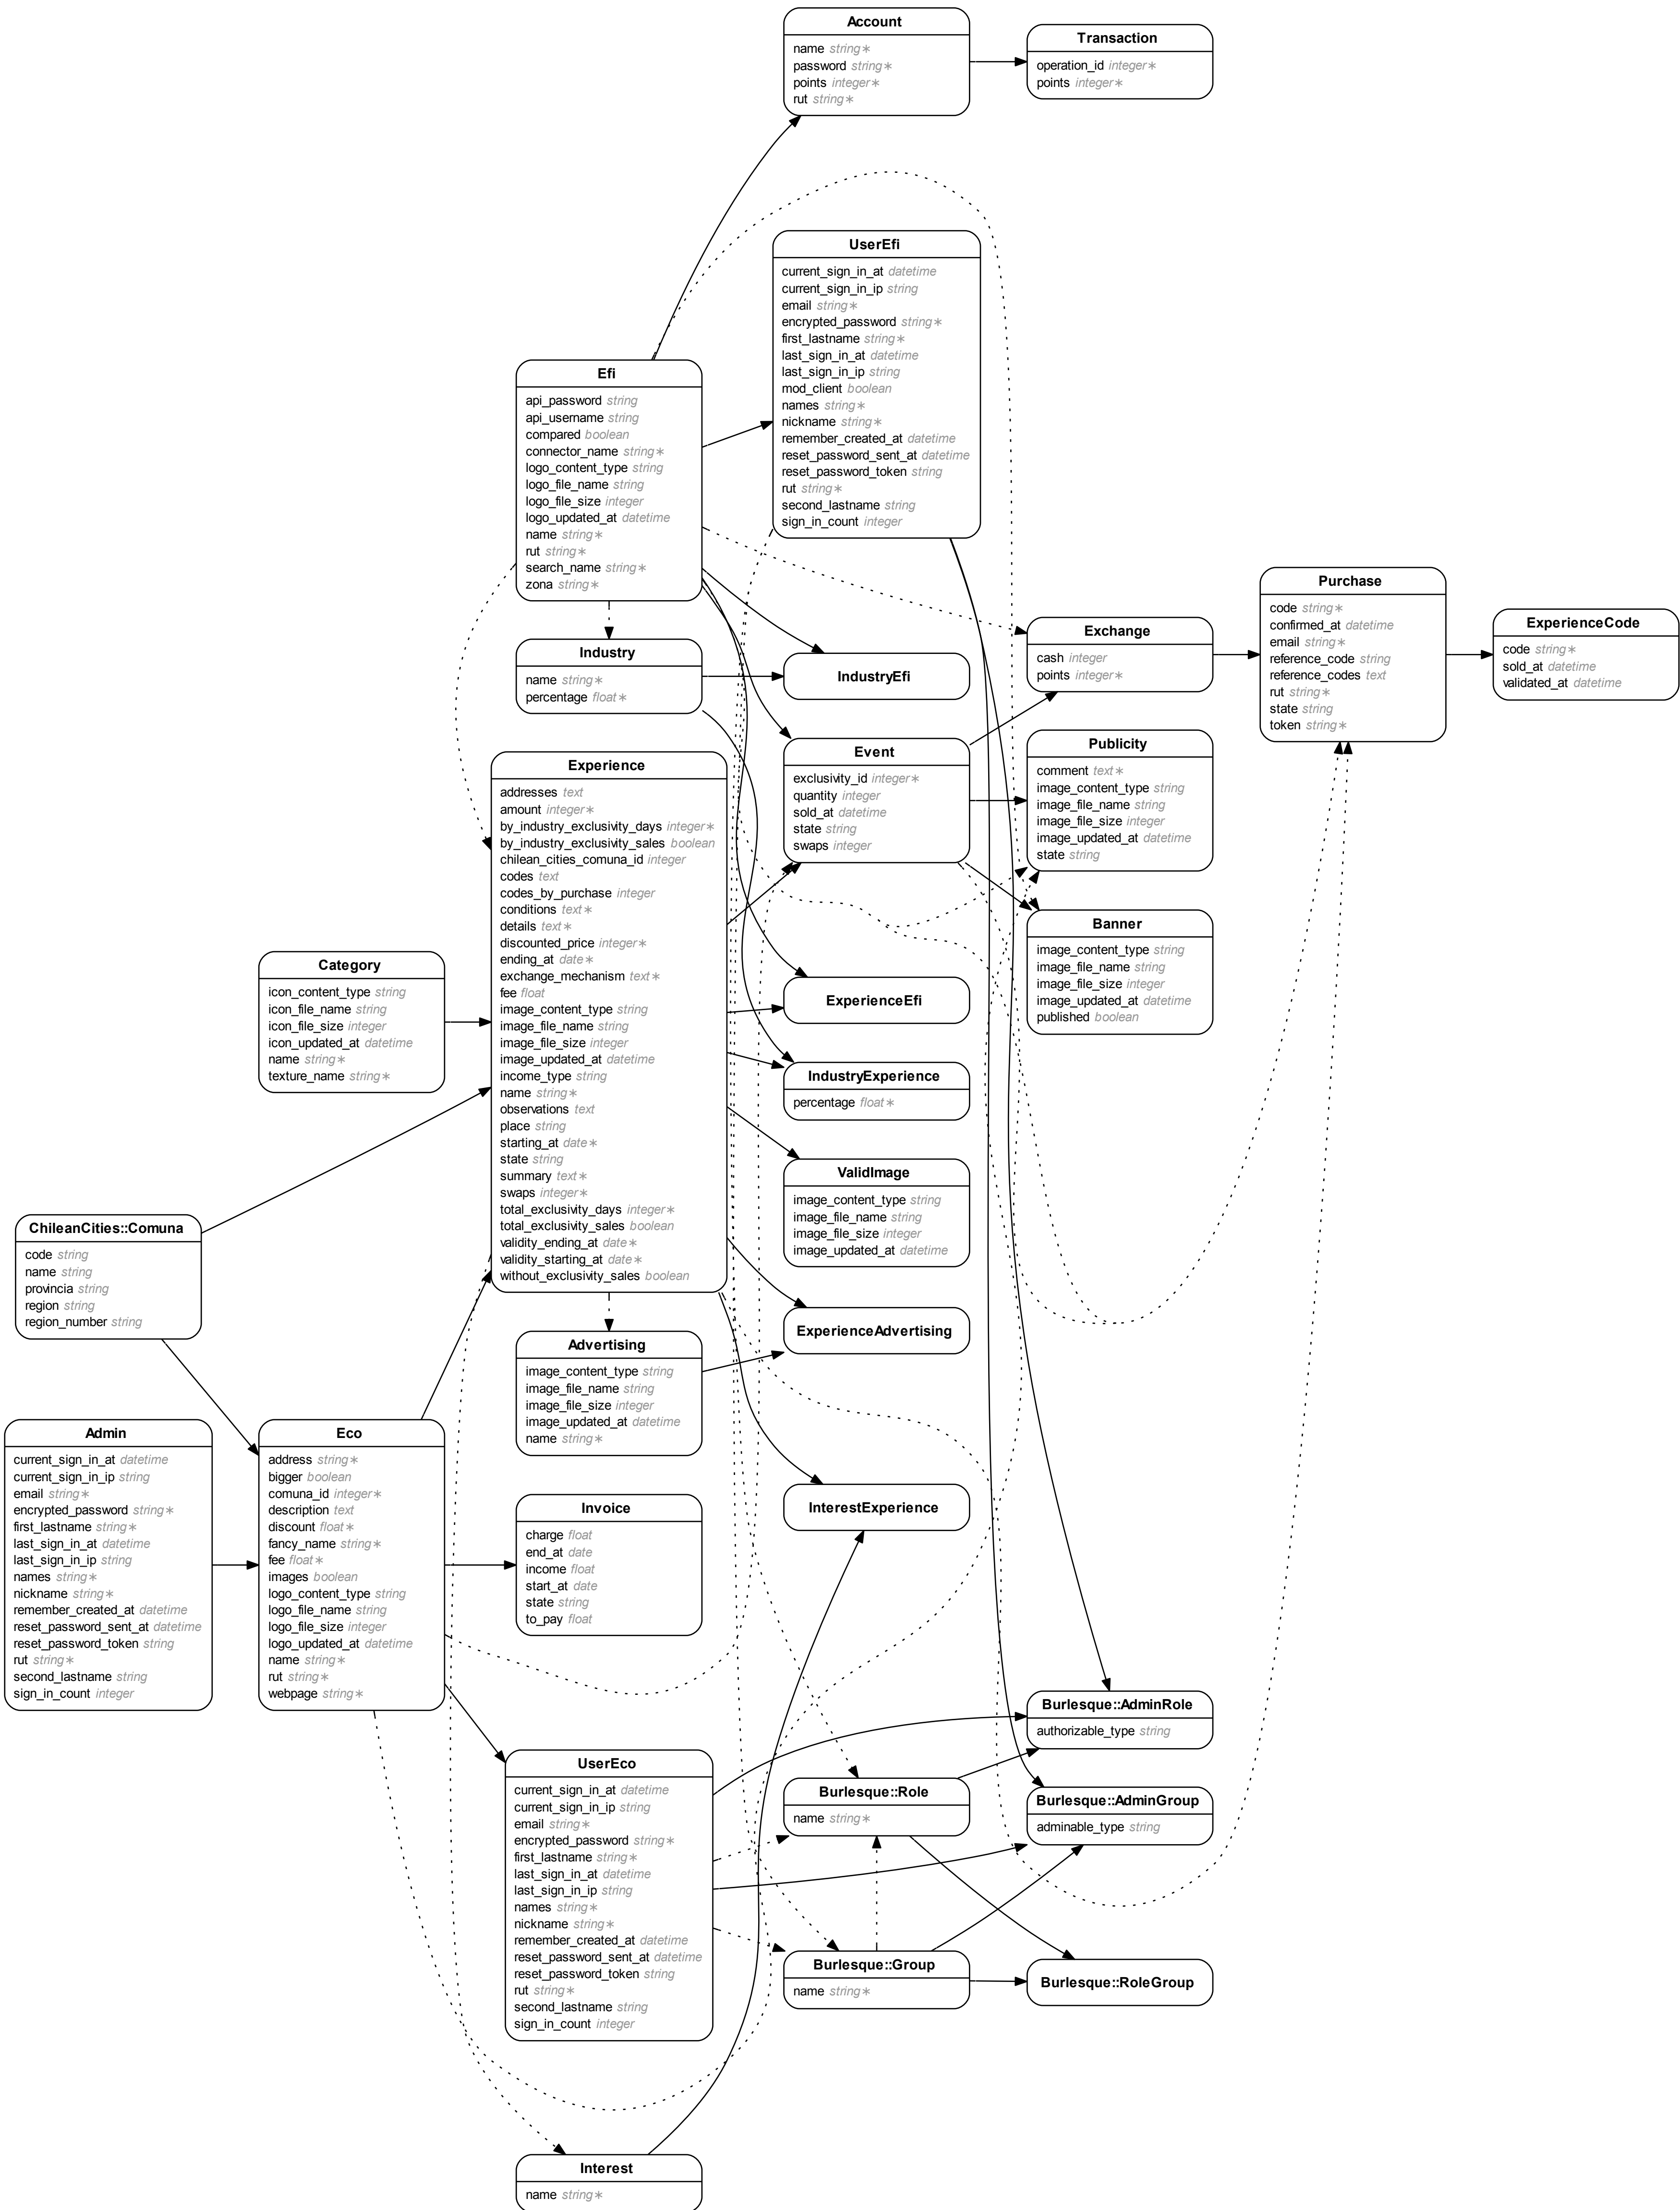 Account
name string∗
password string∗
points integer∗
rut string∗
Transaction
operation_id integer∗
points integer∗
UserEfi
current_sign_in_at datetime
current_sign_in_ip string
email string∗
encrypted_password string∗
first_lastname string∗
last_sign_in_at datetime
last_sign_in_ip string
mod_client boolean
names string∗
nickname string∗
remember_created_at datetime
reset_password_sent_at datetime
reset_password_token string
rut string∗
second_lastname string
sign_in_count integer
Efi
api_password string
api_username string
compared boolean
connector_name string∗
logo_content_type string
logo_file_name string
logo_file_size integer
logo_updated_at datetime
name string∗
rut string∗
search_name string∗
zona string∗
Purchase
code string∗
confirmed_at datetime
email string∗
reference_code string
reference_codes text
rut string∗
state string
token string∗
ExperienceCode
code string∗
sold_at datetime
validated_at datetime
Exchange
cash integer
points integer∗
Industry
name string∗
percentage float∗
IndustryEfi
Event
exclusivity_id integer∗
quantity integer
sold_at datetime
state string
swaps integer
Publicity
comment text∗
image_content_type string
image_file_name string
image_file_size integer
image_updated_at datetime
state string
Experience
addresses text
amount integer∗
by_industry_exclusivity_days integer∗
by_industry_exclusivity_sales boolean
chilean_cities_comuna_id integer
codes text
codes_by_purchase integer
conditions text∗
details text∗
discounted_price integer∗
ending_at date∗
exchange_mechanism text∗
fee float
image_content_type string
image_file_name string
image_file_size integer
image_updated_at datetime
income_type string
name string∗
observations text
place string
starting_at date∗
state string
summary text∗
swaps integer∗
total_exclusivity_days integer∗
total_exclusivity_sales boolean
validity_ending_at date∗
validity_starting_at date∗
without_exclusivity_sales boolean
Banner
image_content_type string
image_file_name string
image_file_size integer
image_updated_at datetime
published boolean
Category
icon_content_type string
icon_file_name string
icon_file_size integer
icon_updated_at datetime
name string∗
texture_name string∗
ExperienceEfi
IndustryExperience
percentage float∗
ValidImage
image_content_type string
image_file_name string
image_file_size integer
image_updated_at datetime
ChileanCities::Comuna
code string
name string
provincia string
region string
region_number string
ExperienceAdvertising
Advertising
image_content_type string
image_file_name string
image_file_size integer
image_updated_at datetime
name string∗
Admin
current_sign_in_at datetime
current_sign_in_ip string
email string∗
encrypted_password string∗
first_lastname string∗
last_sign_in_at datetime
last_sign_in_ip string
names string∗
nickname string∗
remember_created_at datetime
reset_password_sent_at datetime
reset_password_token string
rut string∗
second_lastname string
sign_in_count integer
Eco
address string∗
bigger boolean
comuna_id integer∗
description text
discount float∗
fancy_name string∗
fee float∗
images boolean
logo_content_type string
logo_file_name string
logo_file_size integer
logo_updated_at datetime
name string∗
rut string∗
webpage string∗
Invoice
charge float
end_at date
income float
start_at date
state string
to_pay float
InterestExperience
Burlesque::AdminRole
authorizable_type string
UserEco
current_sign_in_at datetime
current_sign_in_ip string
email string∗
encrypted_password string∗
first_lastname string∗
last_sign_in_at datetime
last_sign_in_ip string
names string∗
nickname string∗
remember_created_at datetime
reset_password_sent_at datetime
reset_password_token string
rut string∗
second_lastname string
sign_in_count integer
Burlesque::Role
name string∗
Burlesque::AdminGroup
adminable_type string
Burlesque::Group
name string∗
Burlesque::RoleGroup
Interest
name string∗